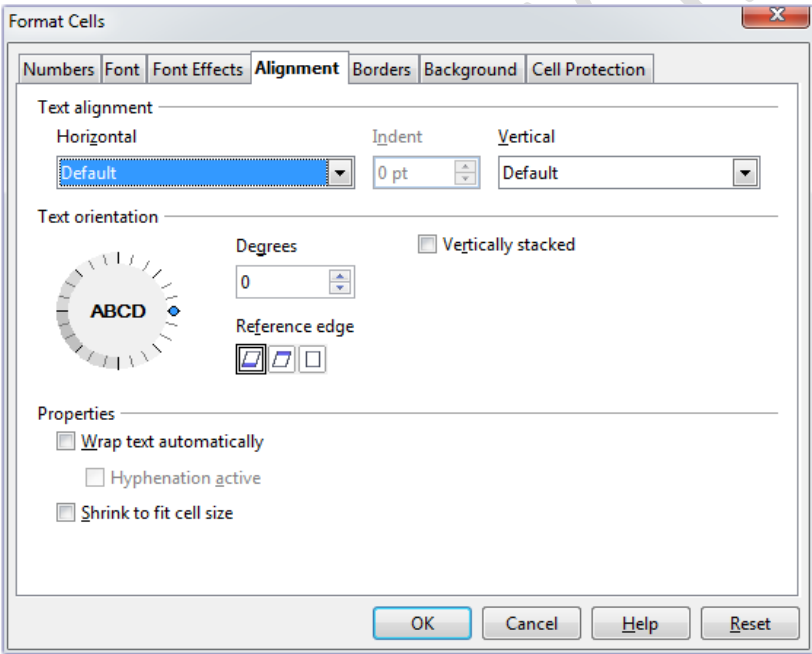 Format Cells
Numbers Font Font Effects Alignment Borders Background Cell Protection
Text alignment
Horizontal Indent Vertical
Default 0 pt Default
Text orientation
Degrees Vertically stacked
0
ABCD
Reference edge
Properties
Wrap text automatically
Hyphenation active
Shrink to fit cell size
OK Cancel Help Reset